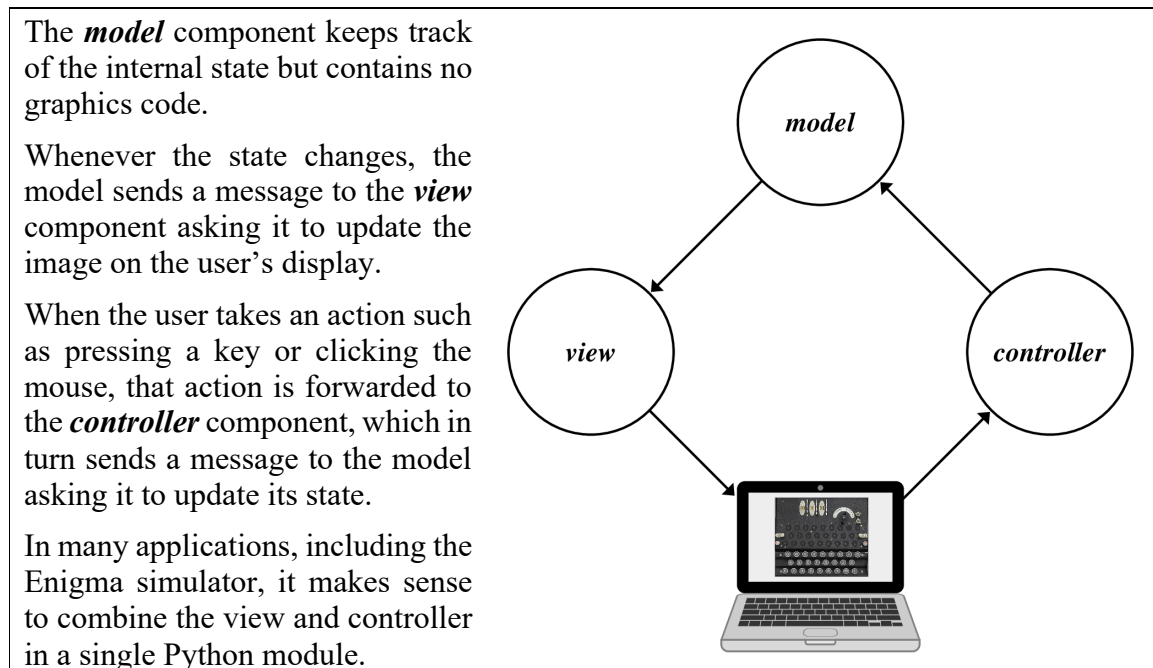 The model component keeps track
of the internal state but contains no
graphics code.
Whenever the state changes, the
model sends a message to the view
component asking it to update the
image on the user’s display.
When the user takes an action such
as pressing a key or clicking the
mouse, that action is forwarded to
the controller component, which in
turn sends a message to the model
asking it to update its state.
In many applications, including the
Enigma simulator, it makes sense
to combine the view and controller
in a single Python module.
model
view
controller